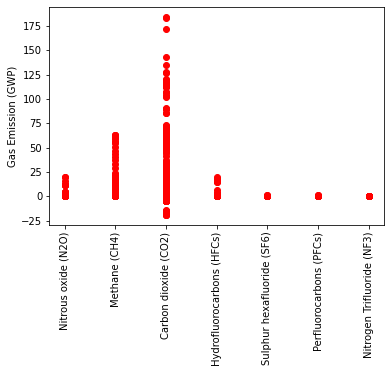 175
150
125
100
75
50
25
0
−25
Gas Emission (GWP)
Nitrous oxide (N2O)
Methane (CH4)
Carbon dioxide (CO2)
Hydrofluorocarbons (HFCs)
Sulphur hexafluoride (SF6)
Perfluorocarbons (PFCs)
Nitrogen Trifluoride (NF3)